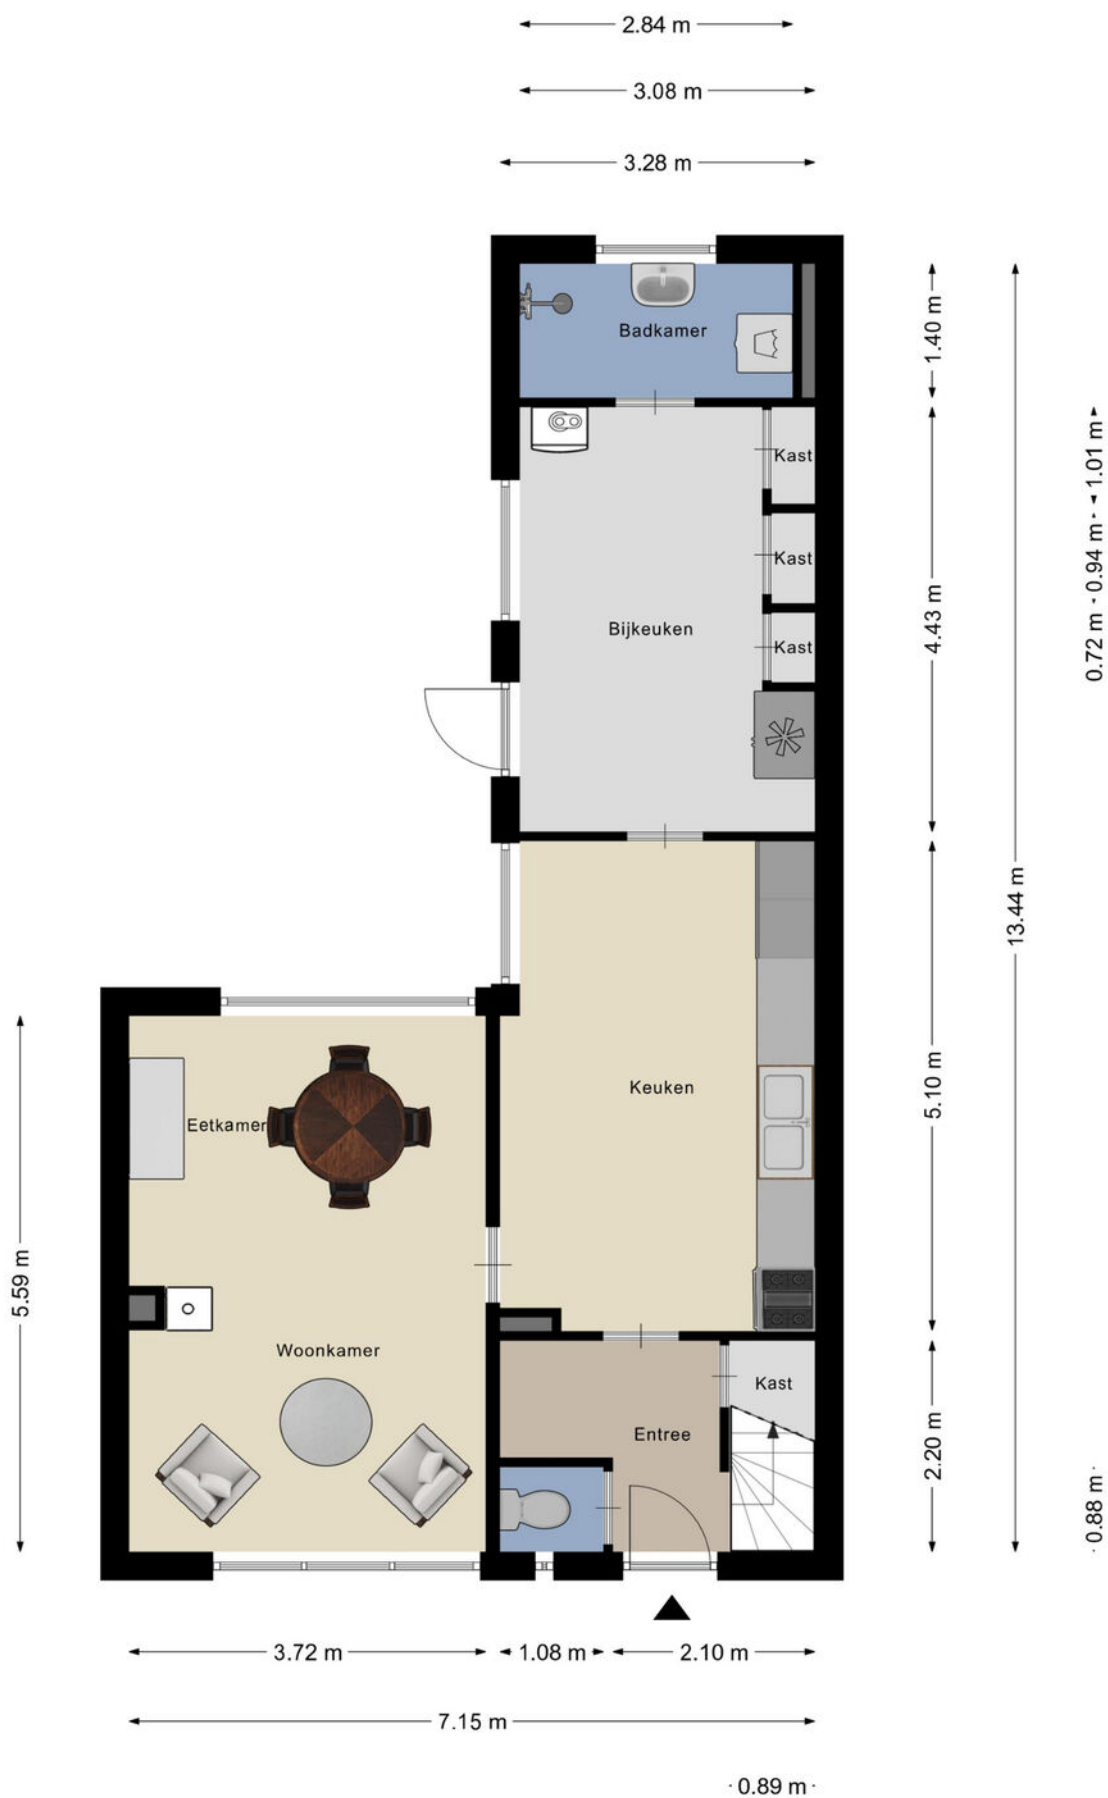 2.84 m
3.08 m
3.28 m
Badkamer
1.40 m
Kast
1.01 m
Kast
0.94 m
Bijkeuken
4.43 m
Kast
0.72 m
13.44 m
Keuken
5.10 m
Eetkamer
5.59 m
Woonkamer
Kast
Entree
2.20 m
0.88 m
3.72 m
1.08 m
2.10 m
7.15 m
0.89 m